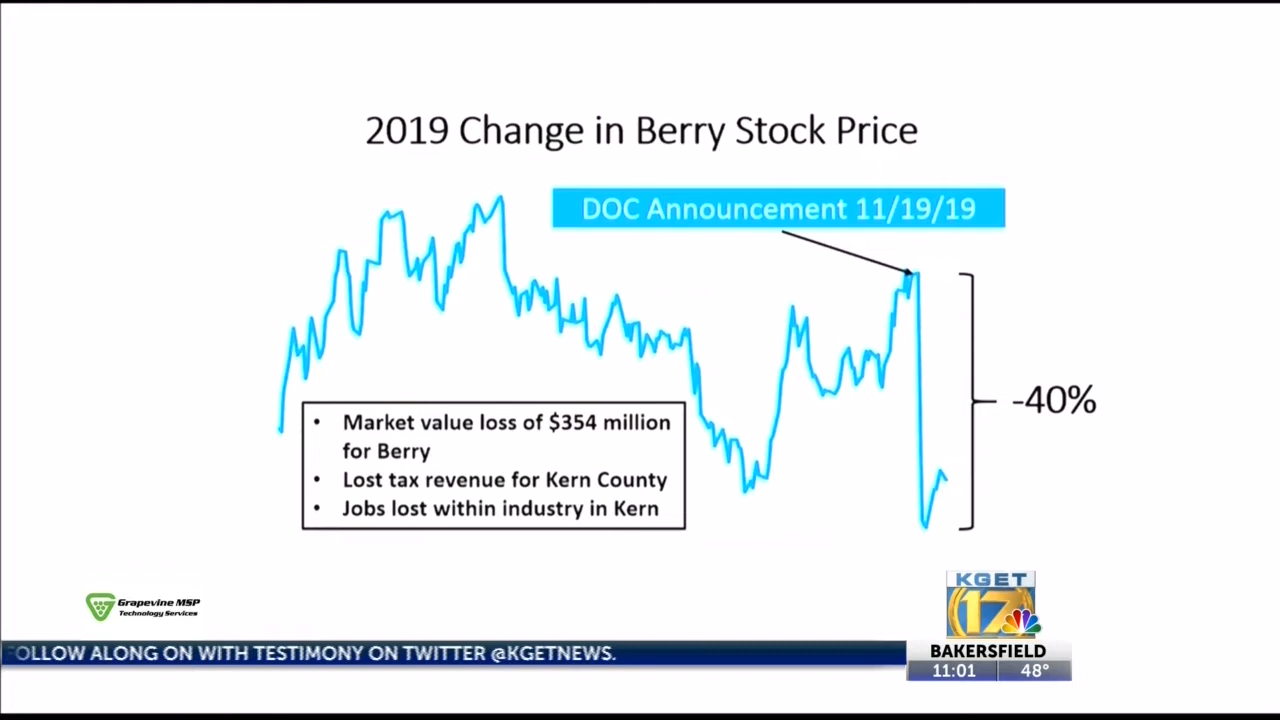 2019 Change in Berry Stock Price
DOC Announcement 11/19/19
-40%
• Market value loss of $354 million
for Berry
• Lost tax revenue for Kern County
• Jobs lost within industry in Kern
Grapevine MSP
Technology Services
KGET
17
FOLLOW ALONG ON WITH TESTIMONY ON TWITTER @KGETNEWS.
BAKERSFIELD
11:01 48°